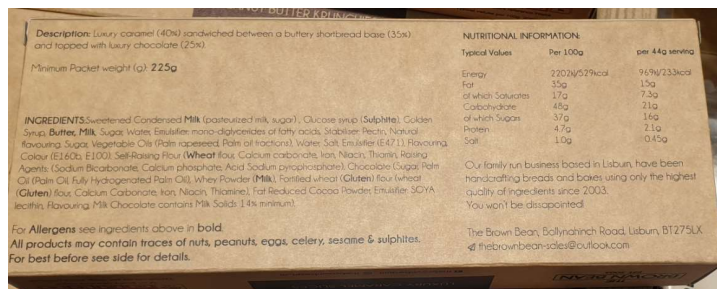 NUT BUTTER KRUNCHIE
Description: Luxury caramel (40%) sandwiched between a buttery shortbread base (35%)
and topped with luxury chocolate (25%).
Minimum Packet weight (g): 225g
INGREDIENTS:Sweetened Condensed Milk (pasteurized milk, sugar) , Glucose syrup (Sulphite), Golden
Syrup, Butter, Milk, Sugar, Water, Emulsifier: mono-diglycerides of fatty acids, Stabiliser Pectin, Natural
flavouring, Sugar, Vegetable Oils (Palm rapeseed, Palm oil fractions), Water, Salt, Emulsifier (E471), Flavouring,
Colour (E160b, E100), Self-Raising Flour (Wheat flour, Calcium carbonate, Iron, Niacin, Thiamin, Raising
Agents: (Sodium Bicarbonate, Calcium phosphate, Acid Sodium pyrophosphate), Chocolate (Sugar, Palm
Oil (Palm Oil, Fully Hydrogenated Palm Oil), Whey Powder (Milk), Fortified wheat (Gluten) flour (wheat
(Gluten) flour, Calcium Carbonate, Iron, Niacin, Thiamine), Fat Reduced Cocoa Powder, Emulsifier: SOYA
lecithin, Flavouring, Milk Chocolate contains Milk Solids 14% minimum).
For Allergens see ingredients above in bold.
All products may contain traces of nuts, peanuts, eggs, celery, sesame & sulphites.
For best before see side for details.
NUTRITIONAL INFORMATION:
Typical Values Per 100g per 44g serving
Energy 2202kj/529kcal 969kj/233kcal
Fat 35g 15g
of which Saturates 17g 7.3g
Carbohydrate 48g 21g
of which Sugars 37g 16g
Protein 4.7g 2.1g
Salt 1.0g 0.45g
Our family run business based in Lisburn, have been
handcrafting breads and bakes using only the highest
quality of ingredients since 2003.
You won't be dissapointed!
The Brown Bean, Ballynahinch Road, Lisburn, BT275LX
thebrownbean-sales@outlook.com
BROWN BEAN